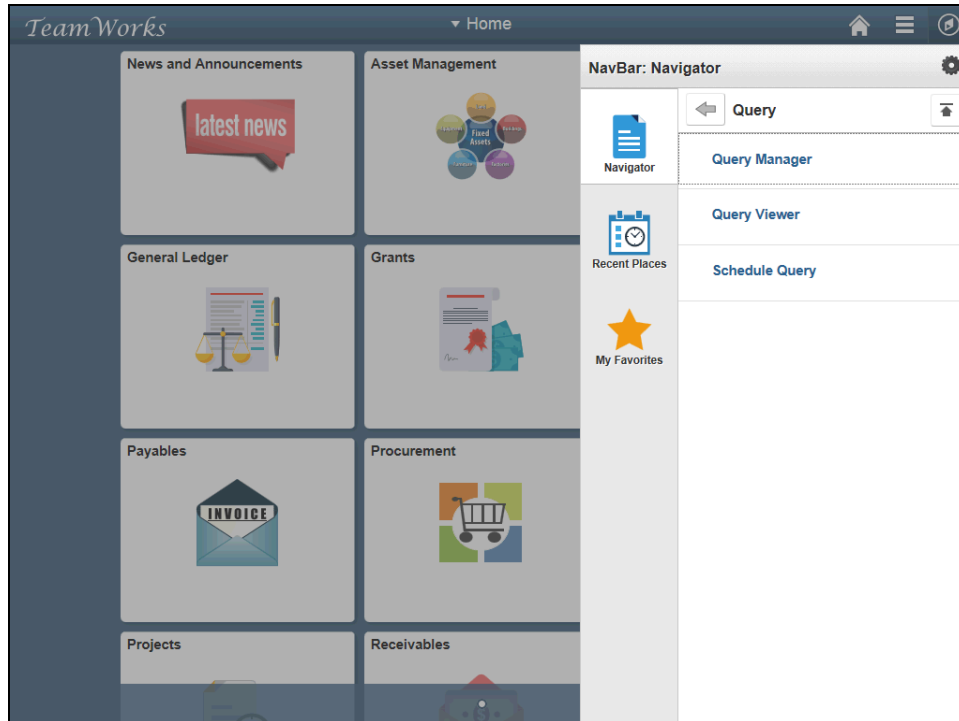 TeamWorks
Home
NavBar: Navigator
News and Announcements
latest news
Asset Management
Fixed
Assets
Navigator
Query
Query Manager
Query Viewer
Schedule Query
Recent Places
My Favorites
General Ledger
Grants
Payables
INVOICE
Procurement
Projects
Receivables